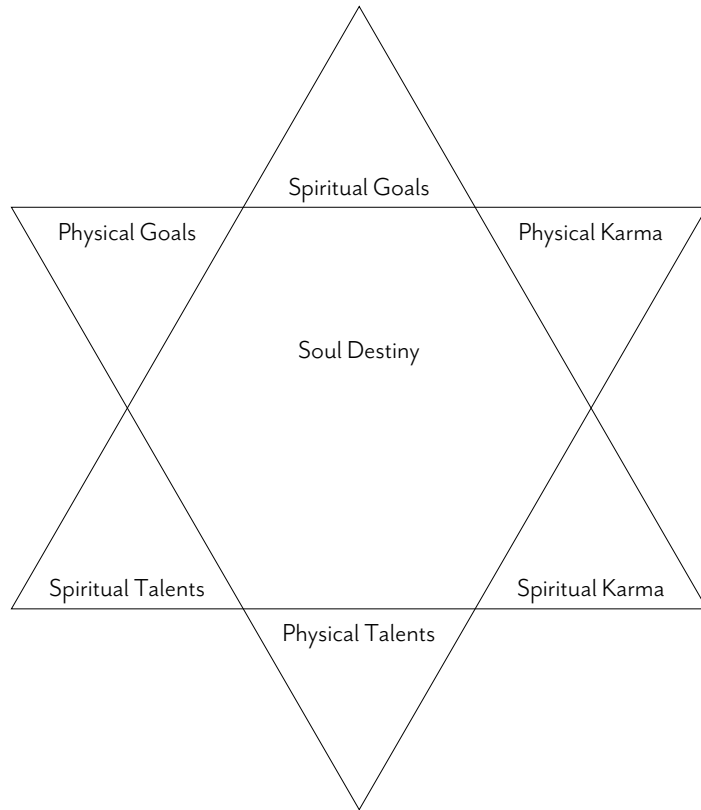 Spiritual Goals
Physical Goals
Physical Karma
Soul Destiny
Spiritual Talents
Spiritual Karma
Physical Talents